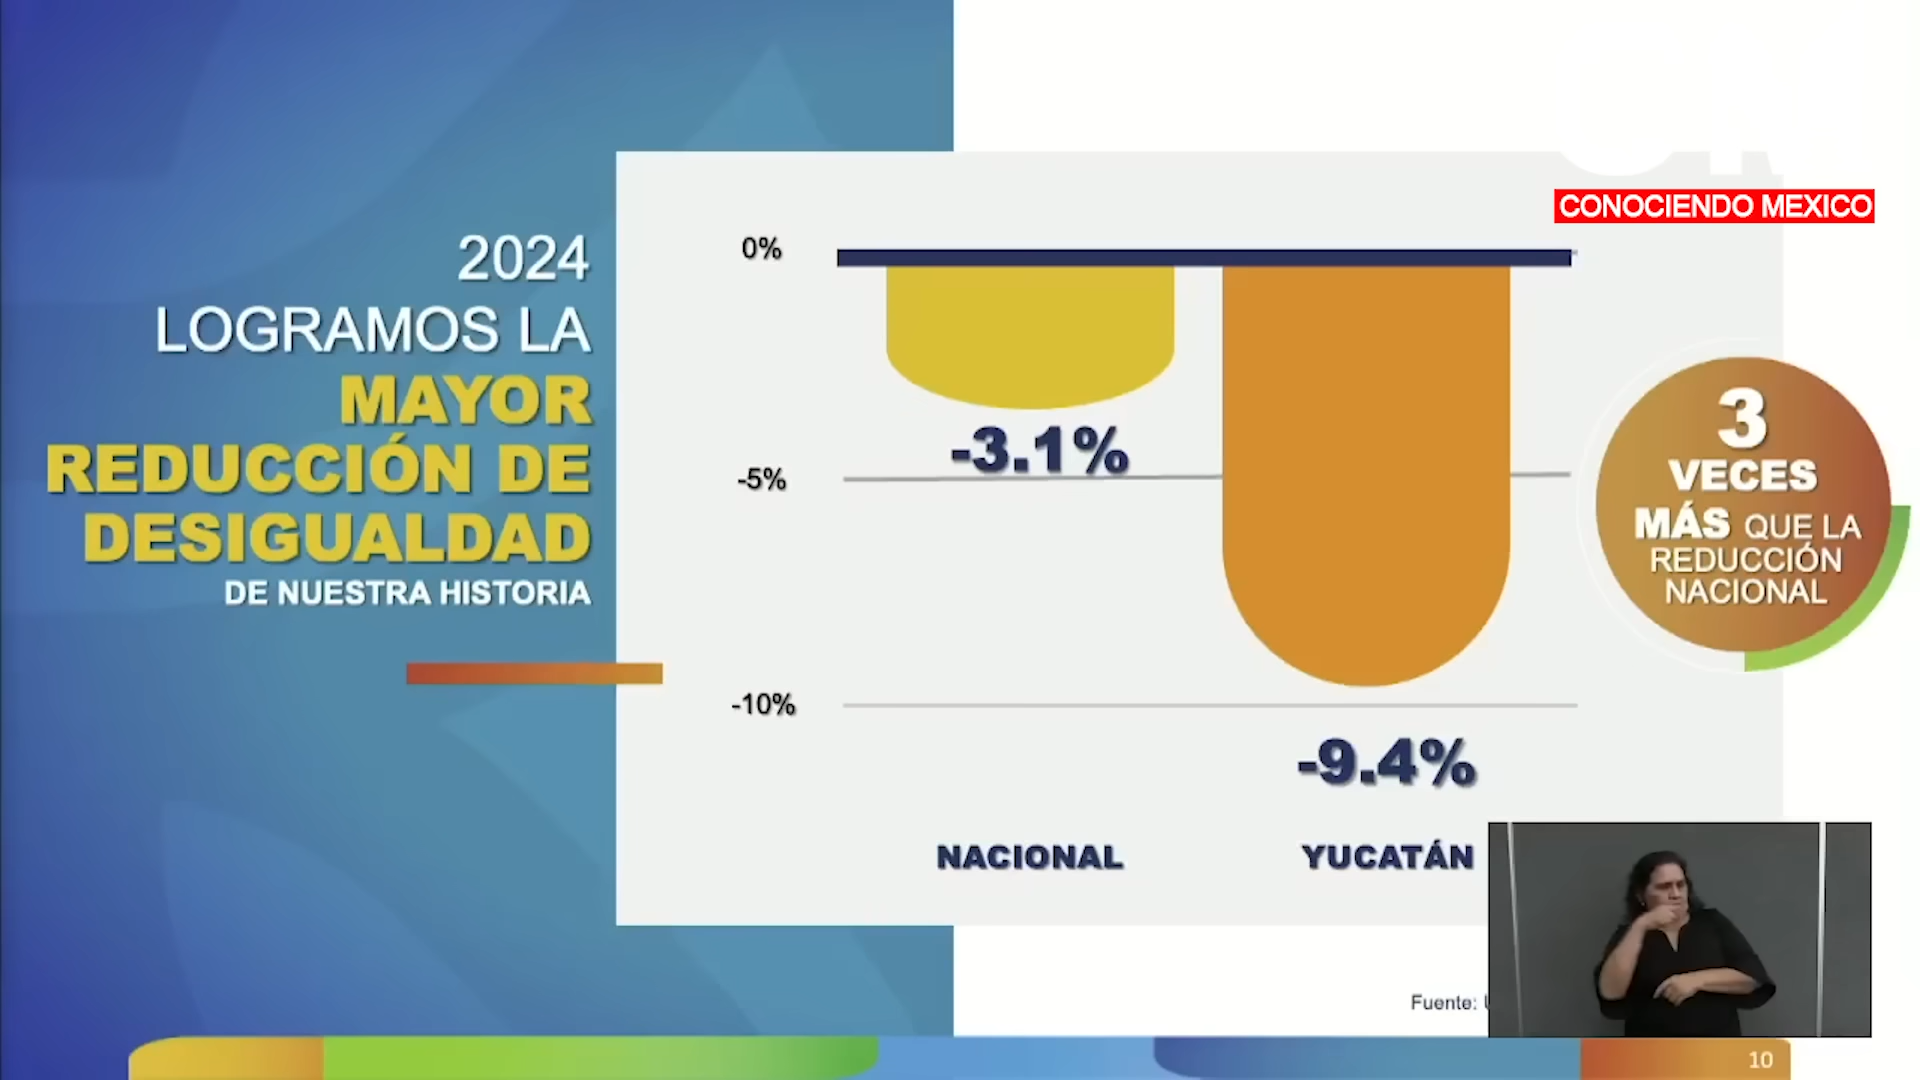 CONOCIENDO MEXICO
2024
LOGRAMOS LA
MAYOR
REDUCCIÓN DE
DESIGUALDAD
DE NUESTRA HISTORIA
0%
-5%
-10%
-3.1%
-9.4%
NACIONAL
YUCATÁN
3
VECES
MÁS QUE LA
REDUCCIÓN
NACIONAL
Fuente:
10